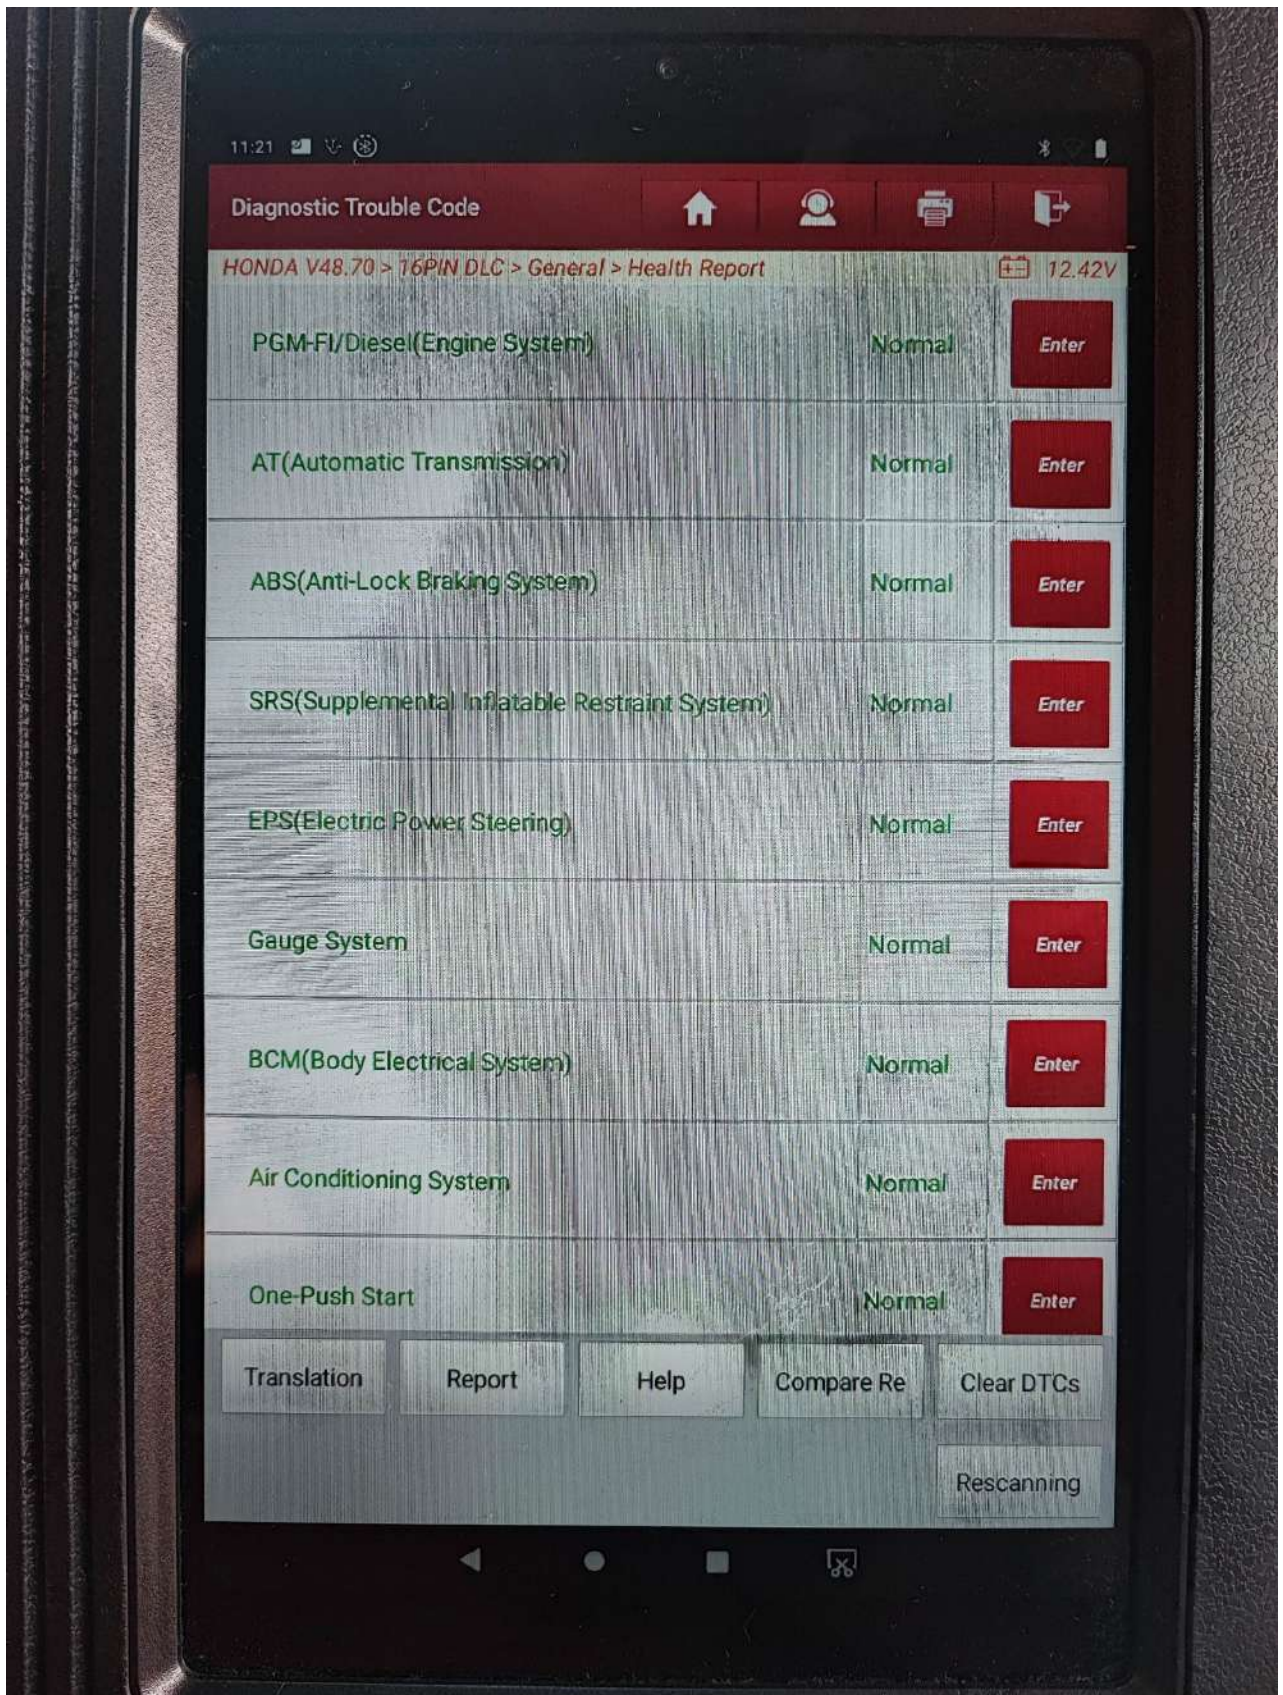 11:21
Diagnostic Trouble Code
HONDA V48.70 > 16PIN DLC > General > Health Report 12.42V
PGM-FI/Diesel(Engine System) Normal Enter
AT(Automatic Transmission) Normal Enter
ABS(Anti-Lock Braking System) Normal Enter
SRS(Supplemental Inflatable Restraint System) Normal Enter
EPS(Electric Power Steering) Normal Enter
Gauge System Normal Enter
BCM(Body Electrical System) Normal Enter
Air Conditioning System Normal Enter
One-Push Start Normal Enter
Translation Report Help Compare Re Clear DTCs
Rescanning